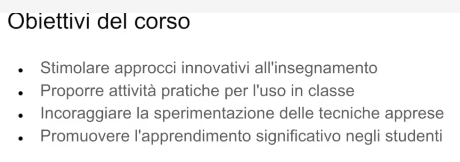 Obiettivi del corso
• Stimolare approcci innovativi all'insegnamento
• Proporre attività pratiche per l'uso in classe
• Incoraggiare la sperimentazione delle tecniche apprese
• Promuovere l'apprendimento significativo negli studenti